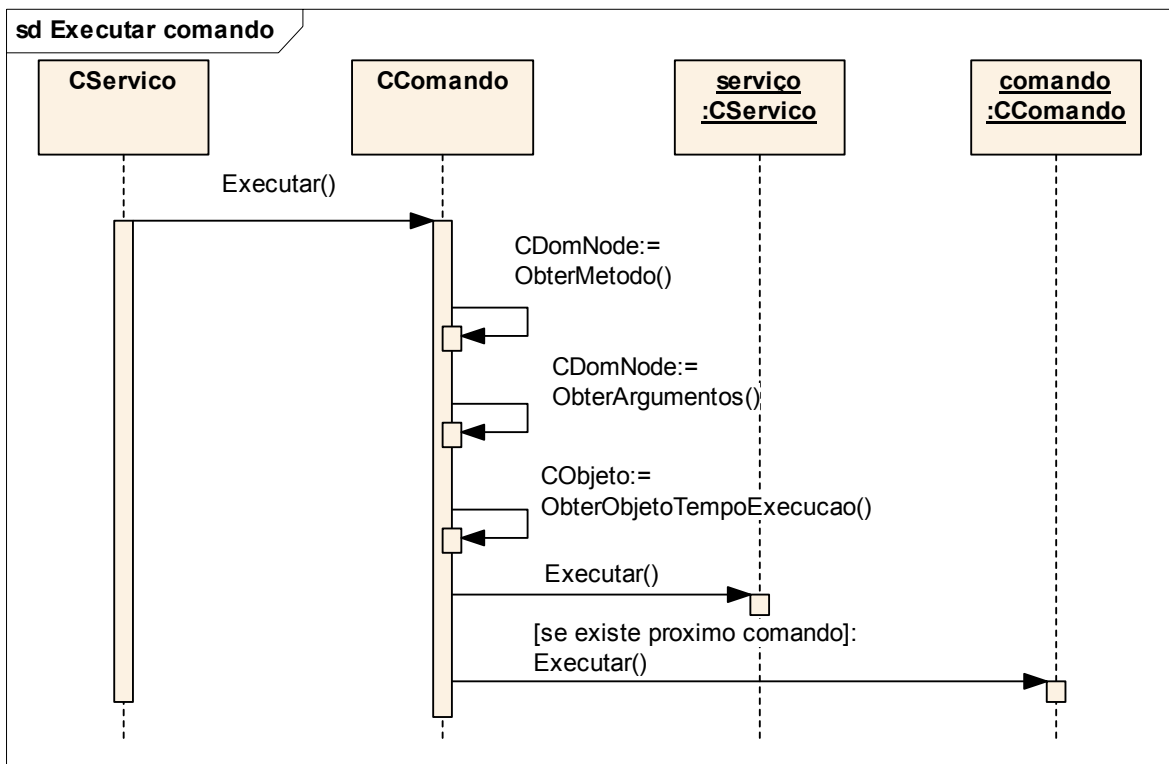 sd Executar comando
CServico
CComando
serviço
:CServico
comando
:CComando
Executar()
CDomNode:=
ObterMetodo()
CDomNode:=
ObterArgumentos()
CObjeto:=
ObterObjetoTempoExecucao()
Executar()
[se existe proximo comando]:
Executar()